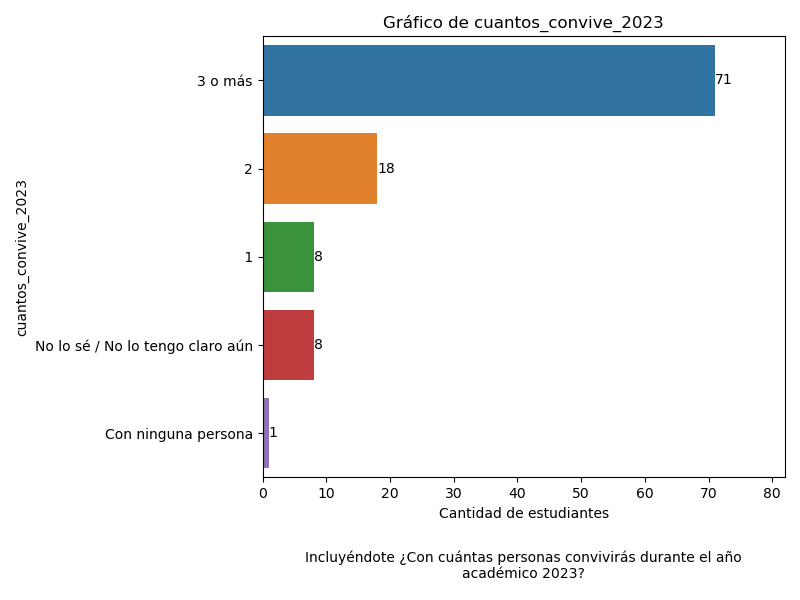 Gráfico de cuantos_convive_2023
3 o más
71
2
18
1
8
No lo sé / No lo tengo claro aún
8
Con ninguna persona
1
cuantos_convive_2023
0 10 20 30 40 50 60 70 80
Cantidad de estudiantes
Incluyéndote ¿Con cuántas personas convivirás durante el año
académico 2023?